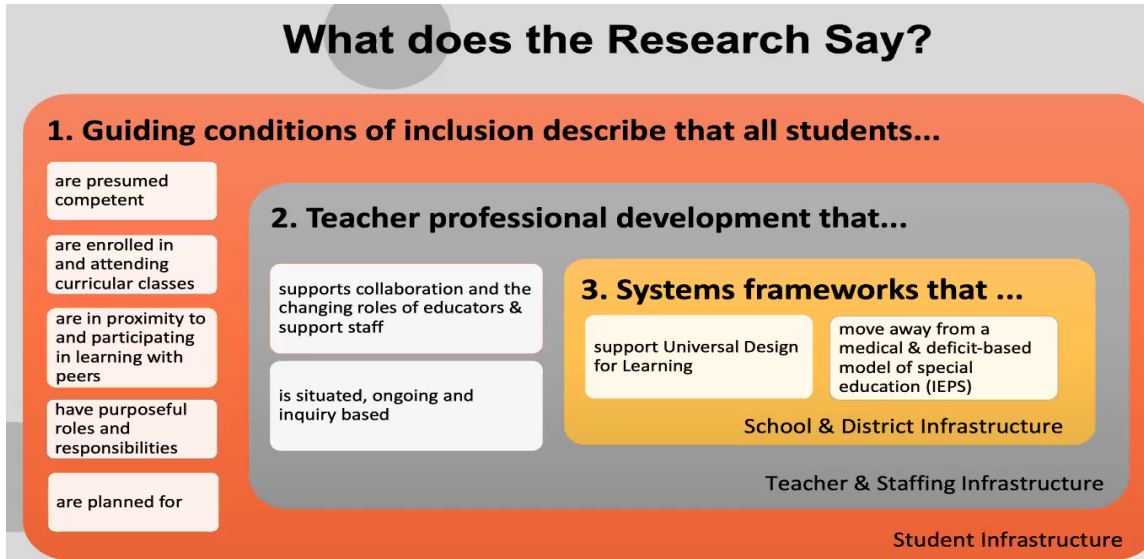 What does the Research Say?
1. Guiding conditions of inclusion describe that all students...
are presumed
competent
are enrolled in
and attending
curricular classes
are in proximity to
and participating
in learning with
peers
have purposeful
roles and
responsibilities
are planned for
2. Teacher professional development that...
supports collaboration and the
changing roles of educators &
support staff
is situated, ongoing and
inquiry based
3. Systems frameworks that ...
support Universal Design
for Learning
move away from a
medical & deficit-based
model of special
education (IEPS)
School & District Infrastructure
Teacher & Staffing Infrastructure
Student Infrastructure